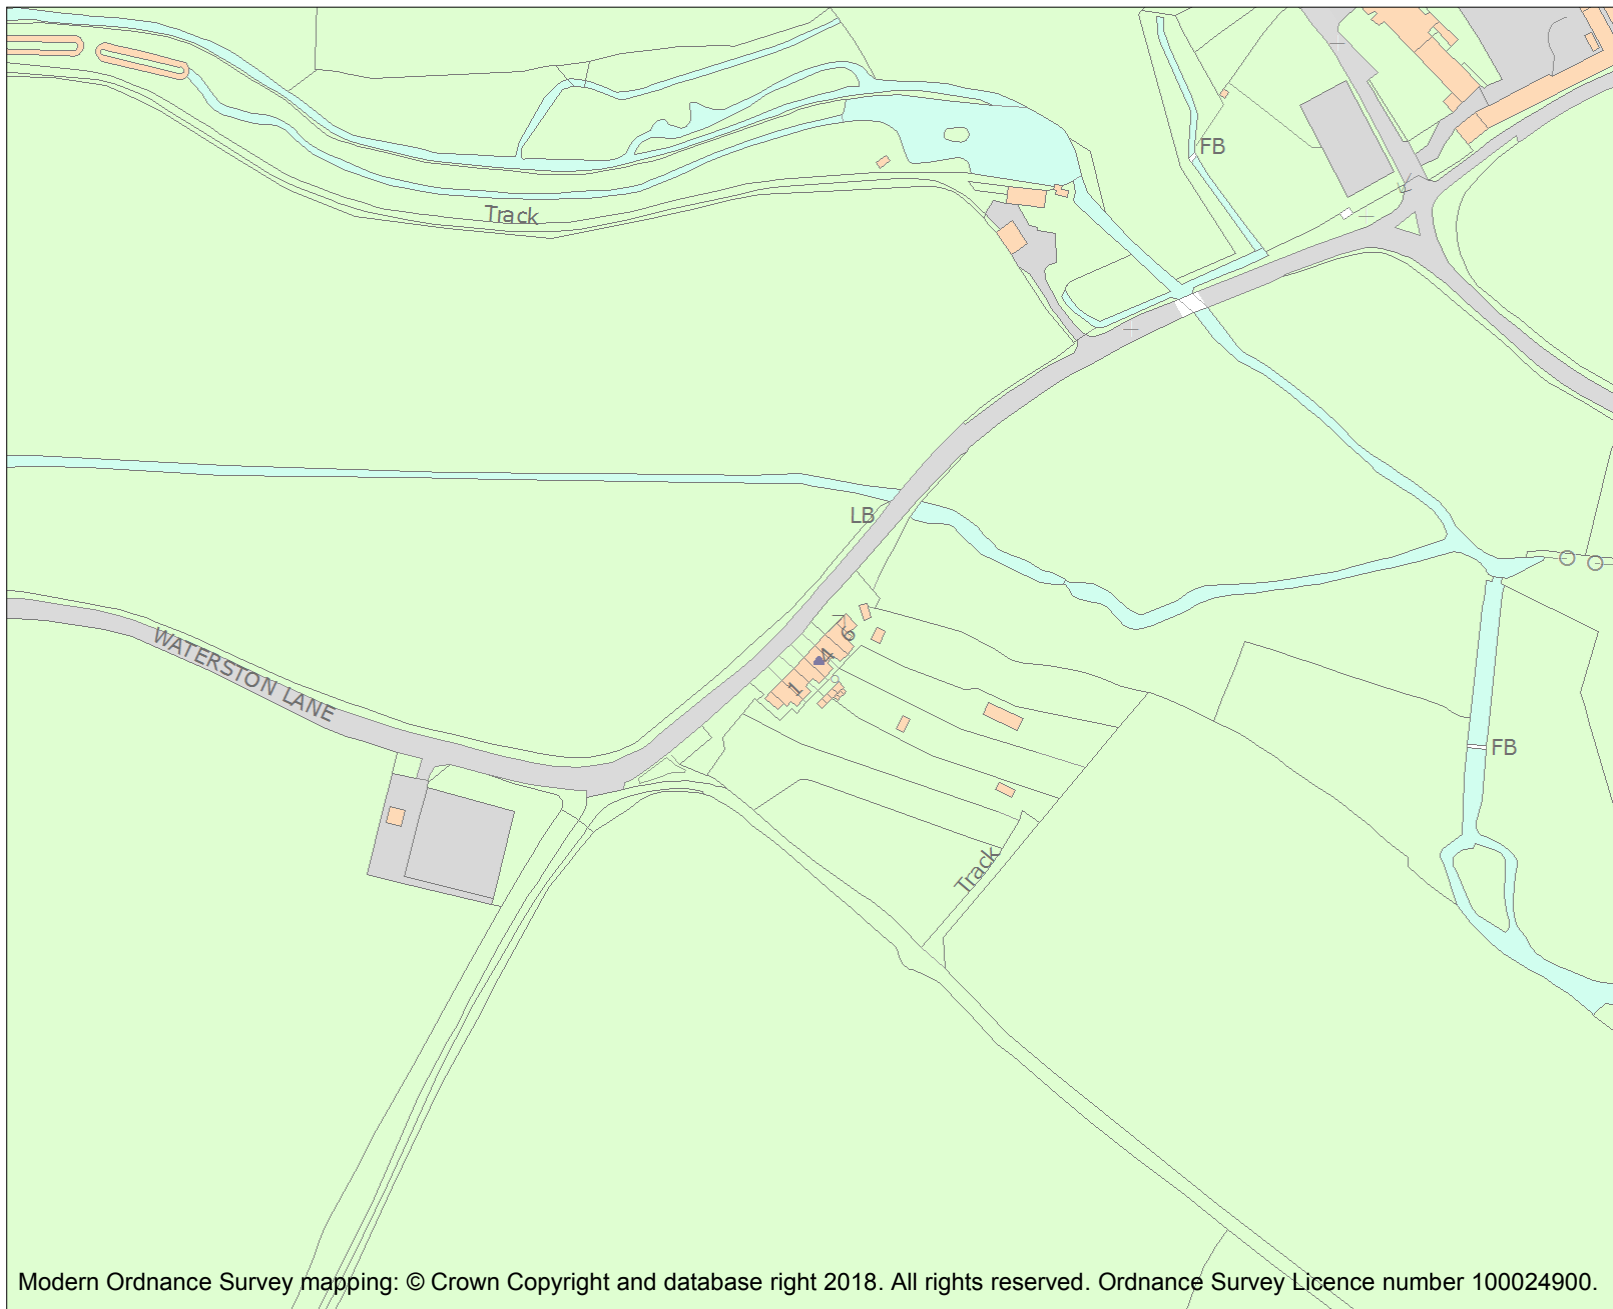 FB
Track
LB
WATERSTON LANE
6
4
1
FB
Track
Modern Ordnance Survey mapping: © Crown Copyright and database right 2018. All rights reserved. Ordnance Survey Licence number 100024900.